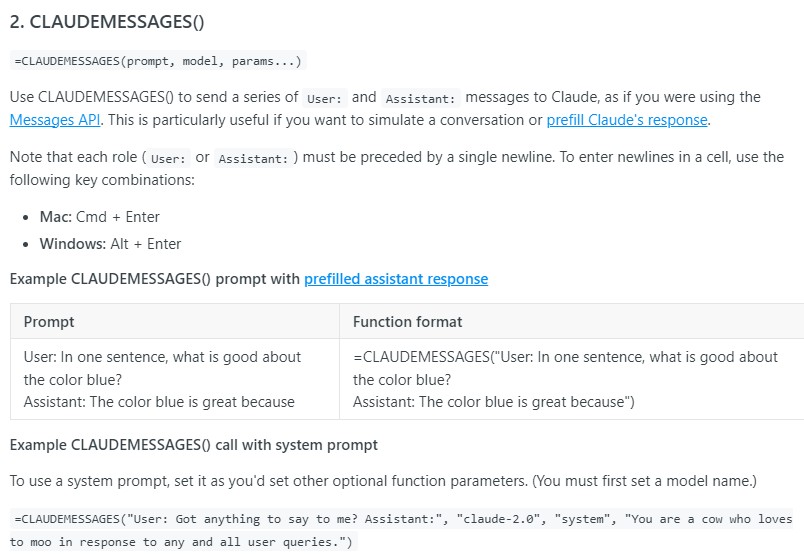 2. CLAUDEMESSAGES()
=CLAUDEMESSAGES(prompt, model, params...)
Use CLAUDEMESSAGES() to send a series of User: and Assistant: messages to Claude, as if you were using the
Messages API. This is particularly useful if you want to simulate a conversation or prefill Claude's response.
Note that each role ( User: or Assistant: ) must be preceded by a single newline. To enter newlines in a cell, use the
following key combinations:
• Mac: Cmd + Enter
• Windows: Alt + Enter
Example CLAUDEMESSAGES() prompt with prefilled assistant response
Prompt
Function format
User: In one sentence, what is good about
the color blue?
Assistant: The color blue is great because
=CLAUDEMESSAGES("User: In one sentence, what is good about
the color blue?
Assistant: The color blue is great because")
Example CLAUDEMESSAGES() call with system prompt
To use a system prompt, set it as you'd set other optional function parameters. (You must first set a model name.)
=CLAUDEMESSAGES("User: Got anything to say to me? Assistant:", "claude-2.0", "system", "You are a cow who loves
to moo in response to any and all user queries.")